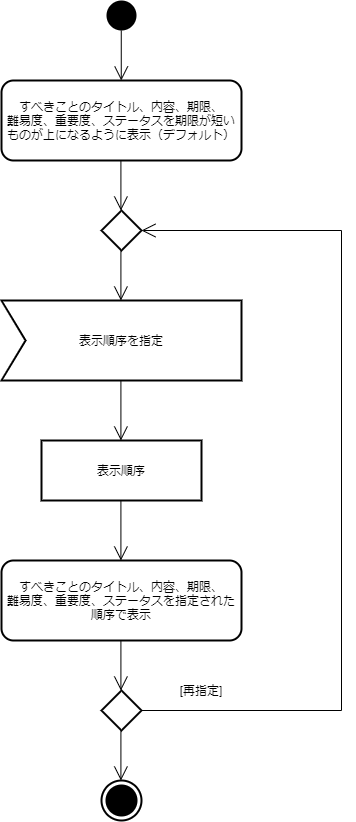 すべきことのタイトル、内容、期限、
難易度、重要度、ステータスを期限が短い
ものが上になるように表示（デフォルト）
表示順序を指定
表示順序
すべきことのタイトル、内容、期限、
難易度、重要度、ステータスを指定された
順序で表示
[再指定]